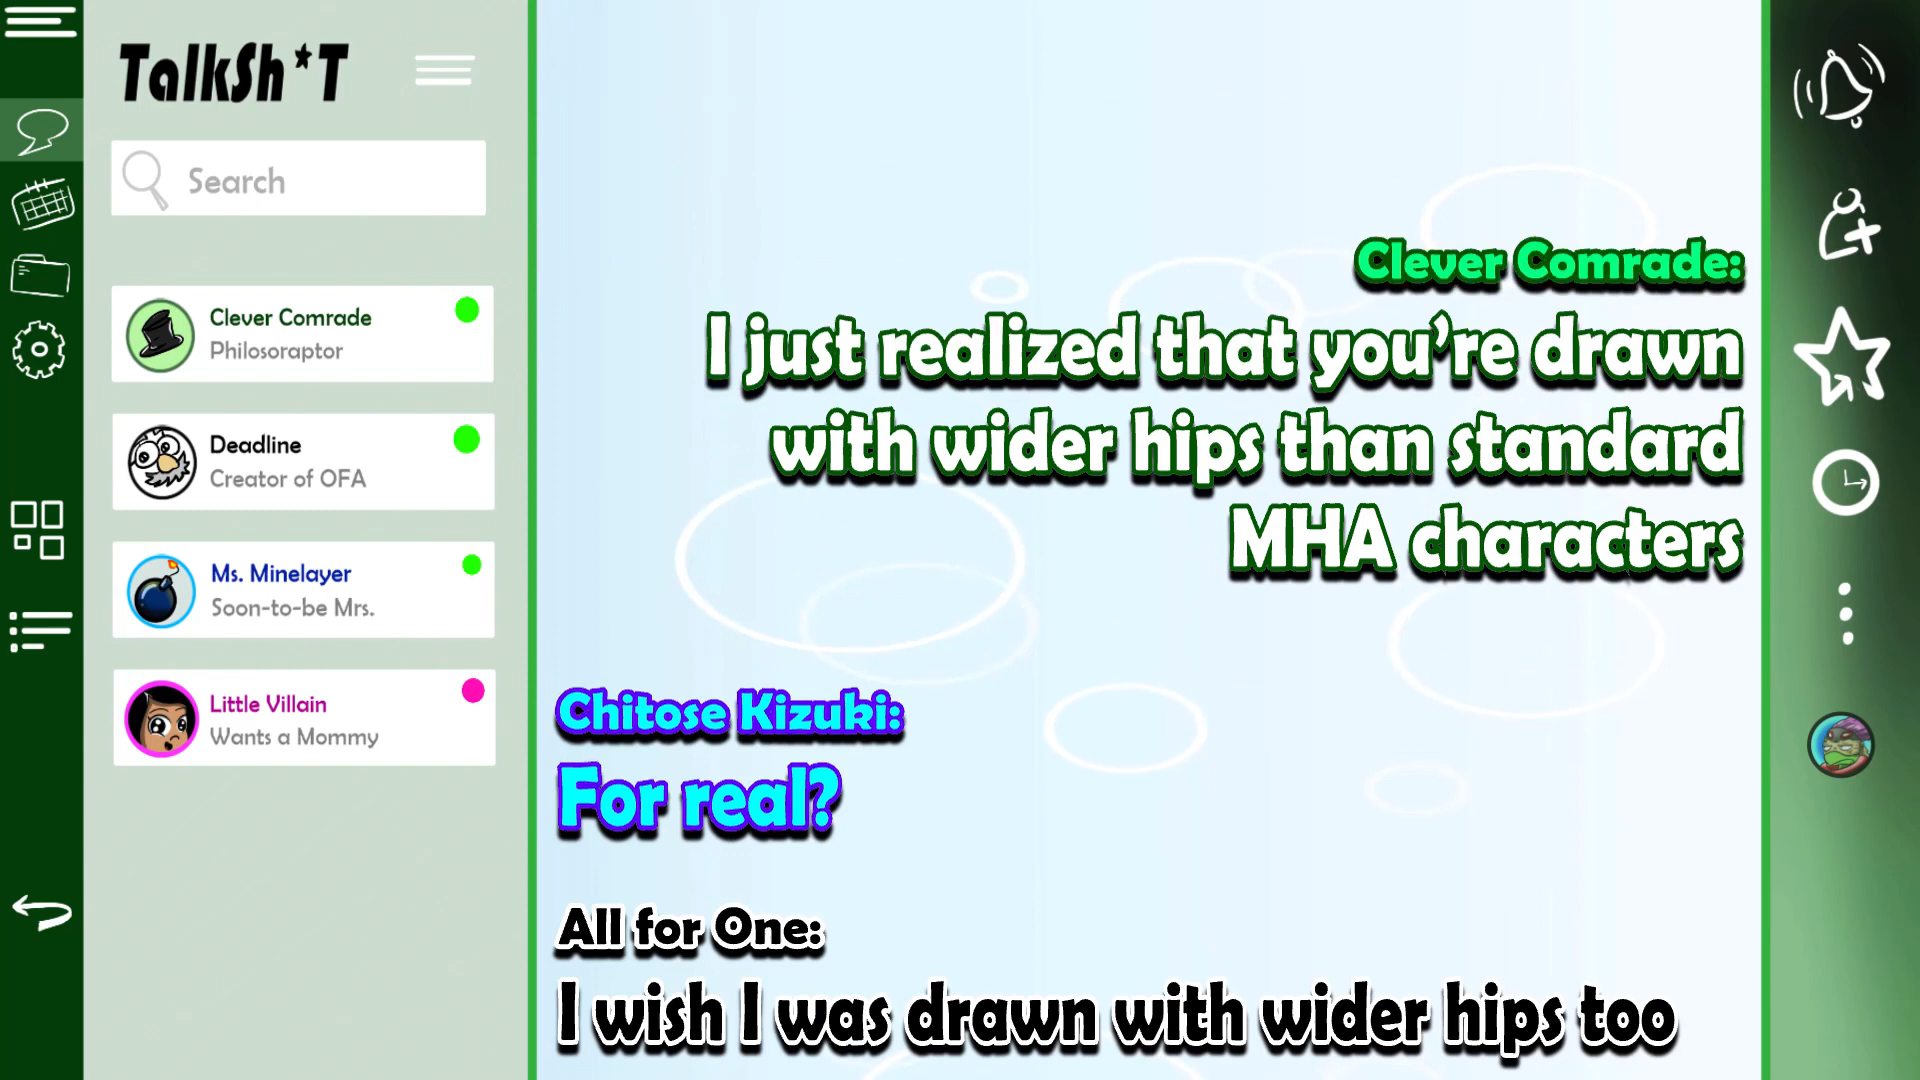 TalkSh*T
Search
Clever Comrade
Philosoraptor
Deadline
Creator of OFA
Ms. Minelayer
Soon-to-be Mrs.
Little Villain
Wants a Mommy
Clever Comrade:
I just realized that you're drawn
with wider hips than standard
MHA characters
Chitose Kizuki:
For real?
All for One:
I wish I was drawn with wider hips too